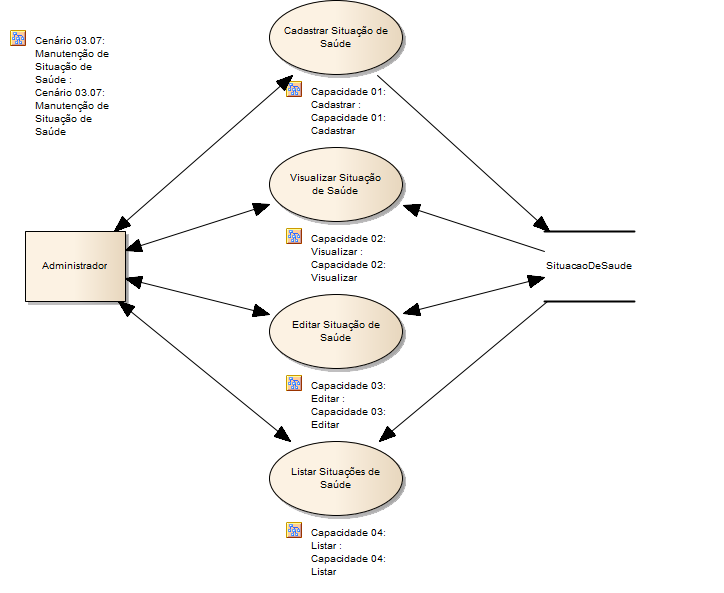 Cadastrar Situação de
Saúde
Cenário 03.07:
Manutenção de
Situação de
Saúde :
Cenário 03.07:
Manutenção de
Situação de
Saúde
Capacidade 01:
Cadastrar :
Capacidade 01:
Cadastrar
Visualizar Situação
de Saúde
Capacidade 02:
Visualizar :
Capacidade 02:
Visualizar
Administrador
SituacaoDeSaude
Editar Situação de
Saúde
Capacidade 03:
Editar :
Capacidade 03:
Editar
Listar Situações de
Saúde
Capacidade 04:
Listar :
Capacidade 04:
Listar